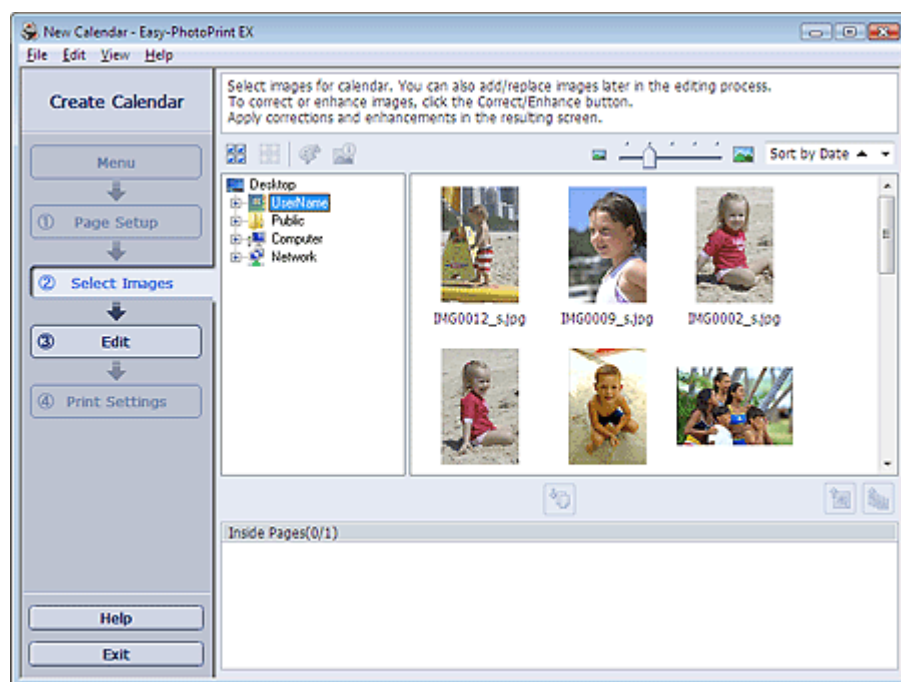 New Calendar - Easy-PhotoPrint EX
File Edit View Help
Create Calendar
Select images for calendar. You can also add/replace images later in the editing process.
To correct or enhance images, click the Correct/Enhance button.
Apply corrections and enhancements in the resulting screen.
Menu
① Page Setup
② Select Images
③ Edit
④ Print Settings
Help
Exit
Sort by Date
Desktop
UserName
Public
Computer
Network
IMG0012_s.jpg IMG0009_s.jpg IMG0002_s.jpg
Inside Pages(0/1)